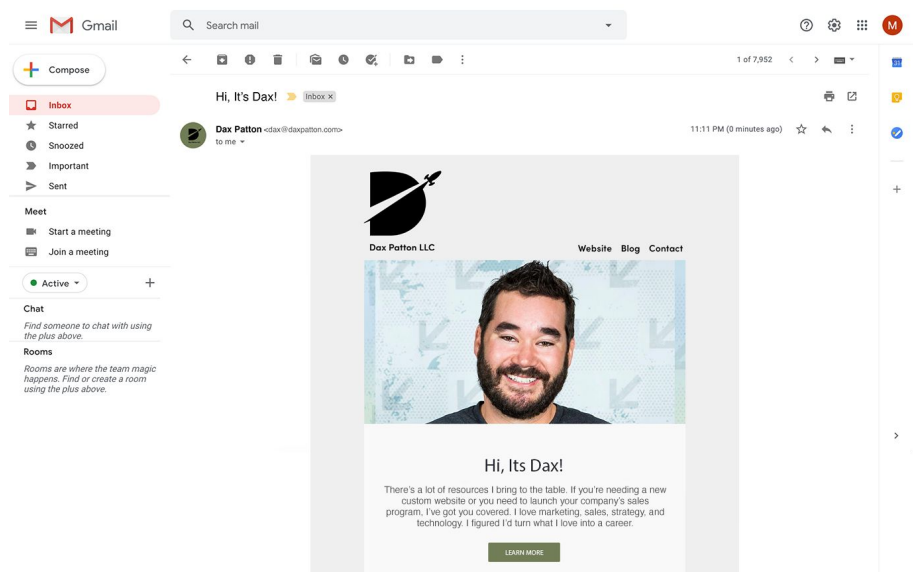 Gmail
Search mail
M
Compose
1 of 7,952
31
Inbox
Starred
Snoozed
Important
Sent
Meet
Start a meeting
Join a meeting
Active
Chat
Find someone to chat with using
the plus above.
Rooms
Rooms are where the team magic
happens. Find or create a room
using the plus above.
Hi, It's Dax!
Inbox x
Dax Patton <dax@daxpatton.com>
11:11 PM (0 minutes ago)
to me
Dax Patton LLC
Website Blog Contact
Hi, Its Dax!
There's a lot of resources I bring to the table. If you're needing a new
custom website or you need to launch your company's sales
program, I've got you covered. I love marketing, sales, strategy, and
technology. I figured I'd turn what I love into a career.
LEARN MORE